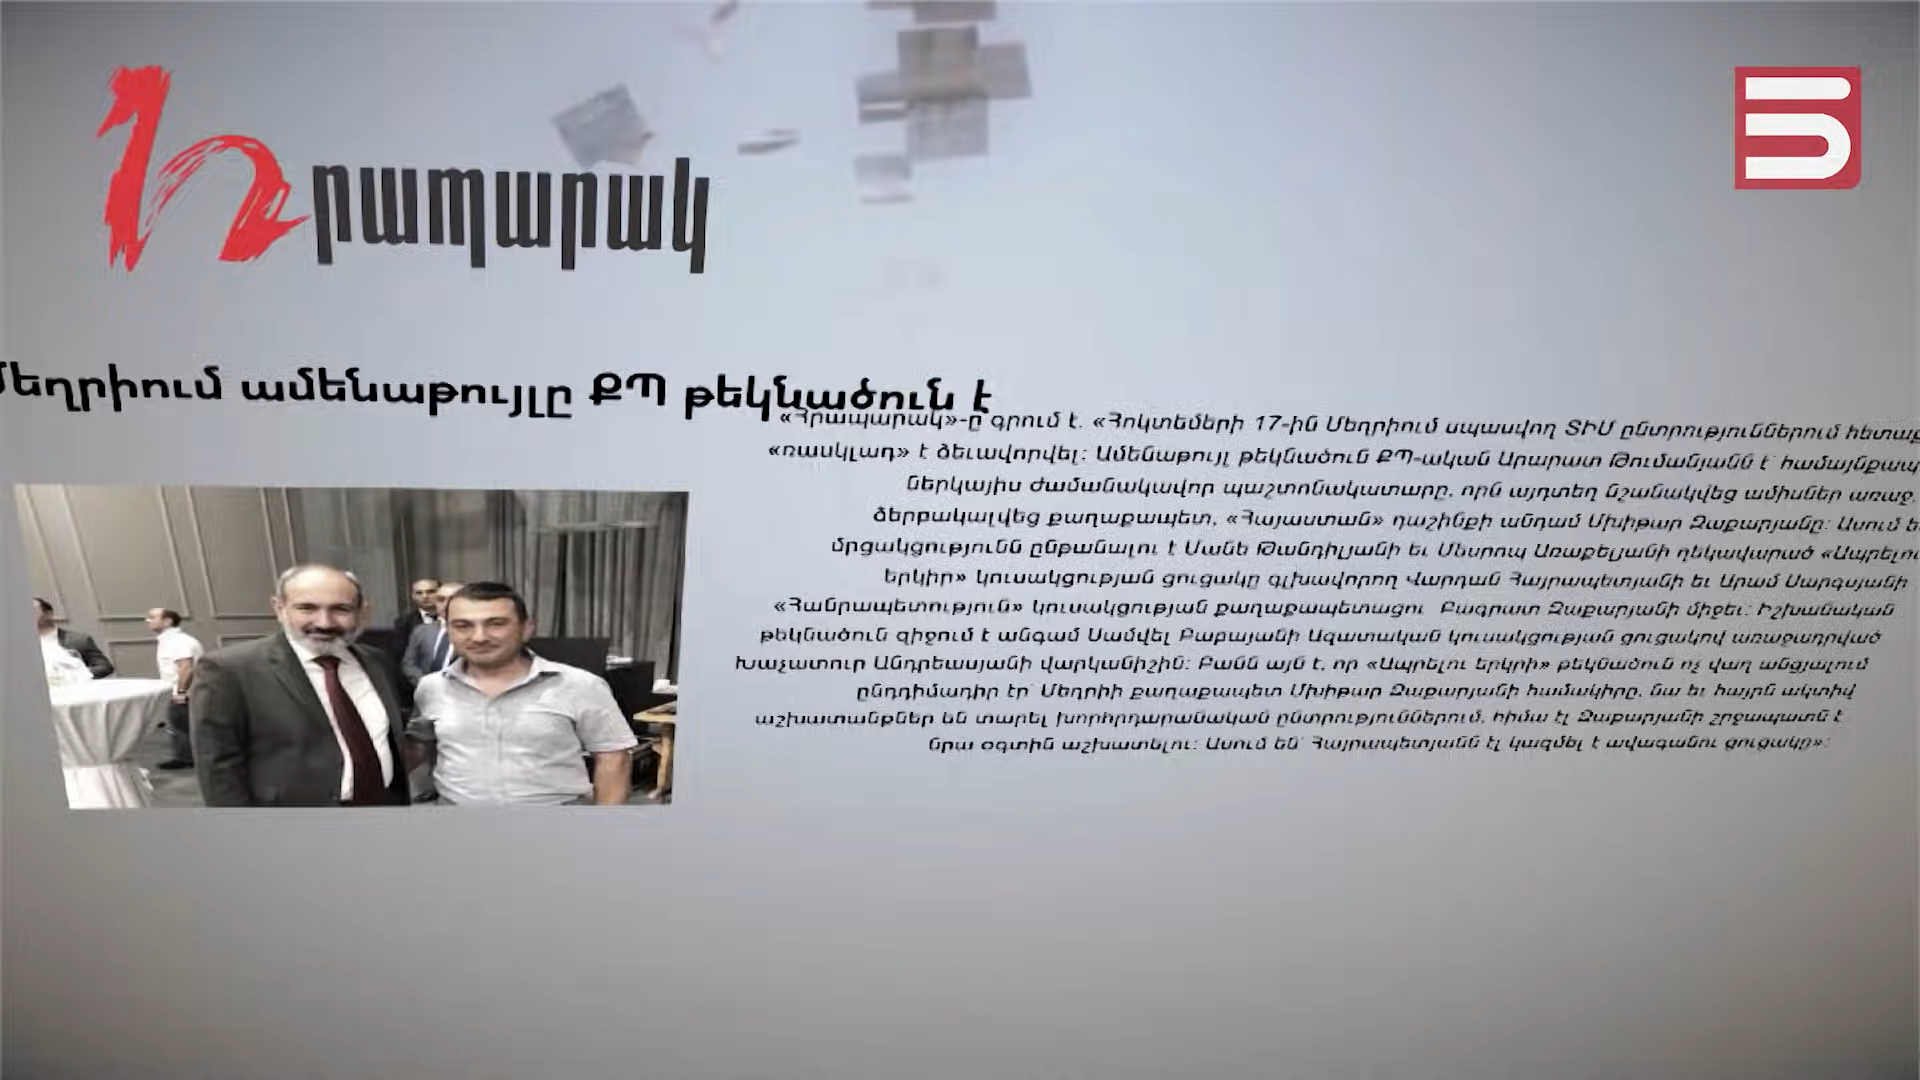 Հրապարակ
Մեղրիում ամենաթույլը ՔՊ թեկնածուն է
«Հրապարակ»-ը գրում է. «Հոկտեմբերի 17-ին Մեղրիում սպասվող ՏԻՄ ընտրություններում
«ռասկլադ» է ձեւավորվել: Ամենաթույլ թեկնածուն ՔՊ-ական Արարատ Թումանյանն է՝
ներկայիս ժամանակավոր պաշտոնակատարը, որն այդտեղ նշանակվեց ամիսներ առաջ,
ձերբակալվեց քաղաքապետ, «Հայաստան» դաշինքի անդամ Մխիթար Զաքարյանը: Ասում
մրցակցությունն ընթանալու է Մանե Թանդիլյանի եւ Մեսրոպ Առաքելյանի ղեկավարած «Ապրելու
երկիր» կուսակցության ցուցակը գլխավորող Վարդան Հայրապետյանի եւ Արամ Սարգսյանի
«Հանրապետություն» կուսակցության քաղաքապետացու Բագրատ Զաքարյանի միջեւ: Իշխանական
թեկնածուն զիջում է անգամ Սամվել Բաբայանի Ազատական կուսակցության ցուցակով առաջադրված
Խաչատուր Անդրեասյանի վարկանիշին: Բանն այն է, որ «Ապրելու երկրի» թեկնածուն ոչ վաղ անցյալում
ընդդիմադիր էր՝ Մեղրիի քաղաքապետ Մխիթար Զաքարյանի համակիրը, նա եւ հայրն ակտիվ
աշխատանքներ են տարել խորհրդարանական ընտրություններում, հիմա էլ Զաքարյանի շրջապատն է
նրա օգտին աշխատելու: Ասում են՝ Հայրապետյանն էլ կազմել է ավագանու ցուցակը»: